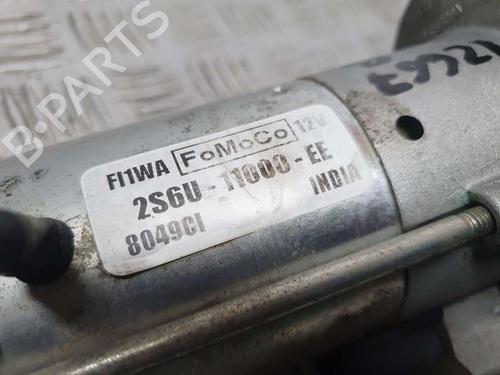 B-PARTS
FI1WA FoMoCo 12V
2S6U-11000-EE
8049CI INDIA